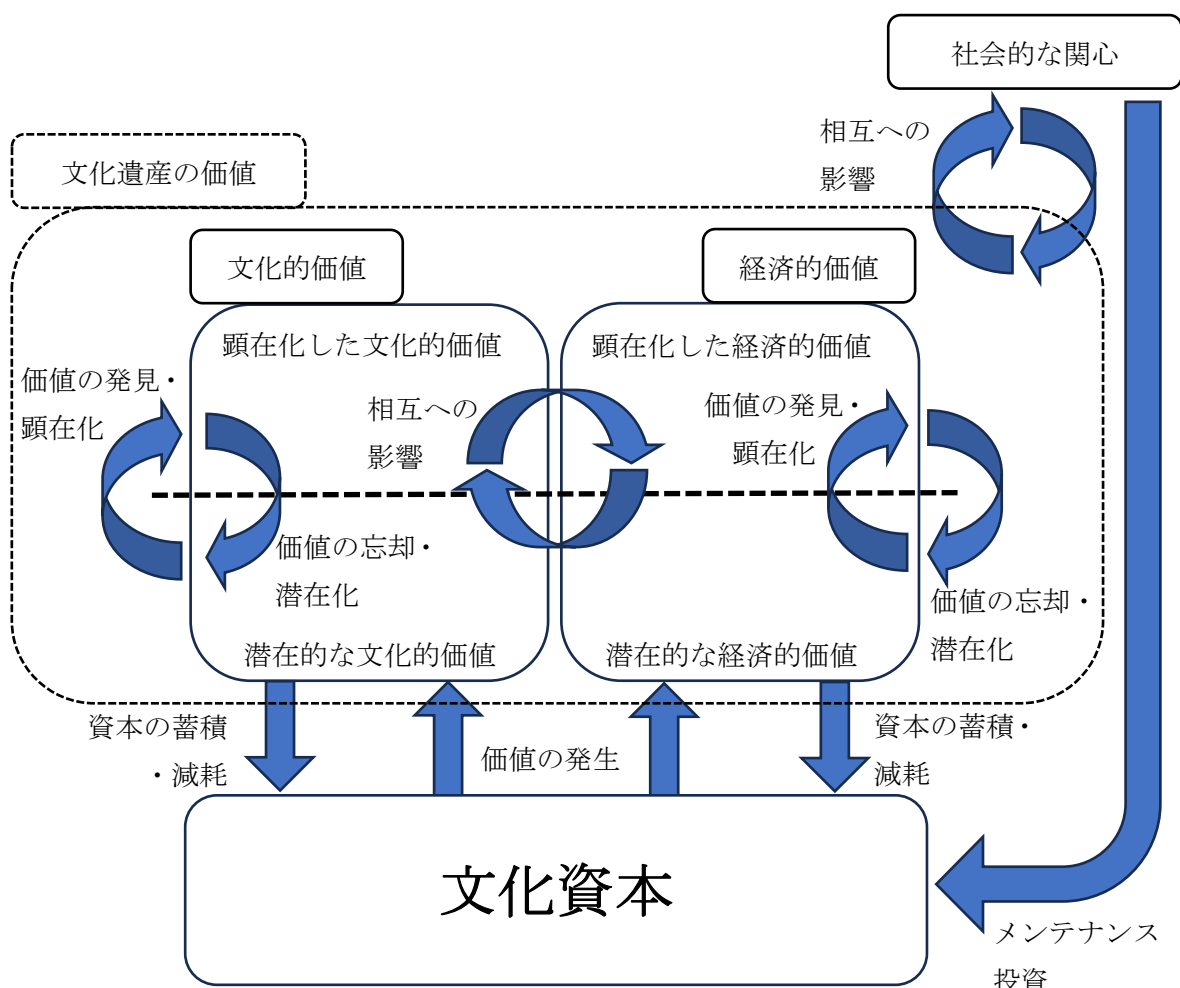 社会的な関心
相互への
影響
文化遺産の価値
文化的価値
経済的価値
顕在化した文化的価値
顕在化した経済的価値
価値の発見・
顕在化
相互への
影響
価値の発見・
顕在化
価値の忘却・
潜在化
価値の忘却・
潜在化
潜在的な文化的価値
潜在的な経済的価値
資本の蓄積
・減耗
価値の発生
資本の蓄積・
減耗
文化資本
メンテナンス
投資